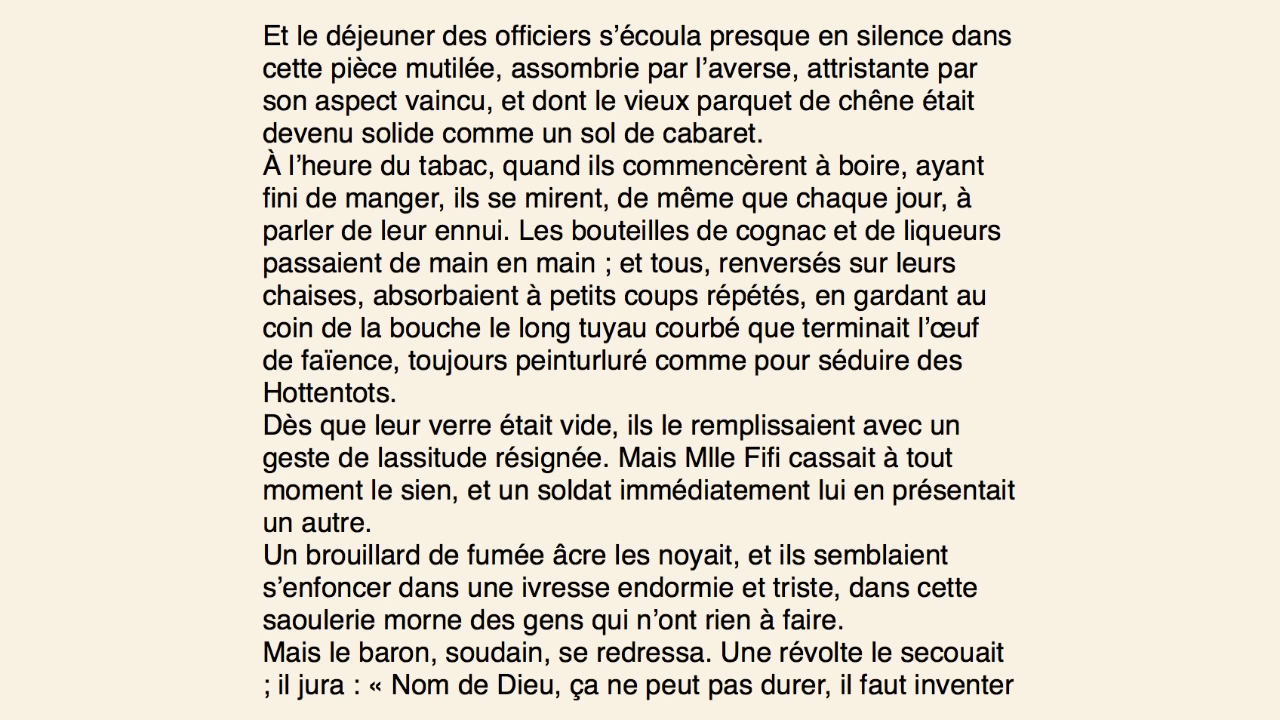 Et le déjeuner des officiers s’écoula presque en silence dans
cette pièce mutilée, assombrie par l’averse, attristante par
son aspect vaincu, et dont le vieux parquet de chêne était
devenu solide comme un sol de cabaret.
À l’heure du tabac, quand ils commencèrent à boire, ayant
fini de manger, ils se mirent, de même que chaque jour, à
parler de leur ennui. Les bouteilles de cognac et de liqueurs
passaient de main en main ; et tous, renversés sur leurs
chaises, absorbaient à petits coups répétés, en gardant au
coin de la bouche le long tuyau courbé que terminait l’œuf
de faïence, toujours peinturluré comme pour séduire des
Hottentots.
Dès que leur verre était vide, ils le remplissaient avec un
geste de lassitude résignée. Mais Mlle Fifi cassait à tout
moment le sien, et un soldat immédiatement lui en présentait
un autre.
Un brouillard de fumée âcre les noyait, et ils semblaient
s’enfoncer dans une ivresse endormie et triste, dans cette
saoulerie morne des gens qui n’ont rien à faire.
Mais le baron, soudain, se redressa. Une révolte le secouait
; il jura : « Nom de Dieu, ça ne peut pas durer, il faut inventer